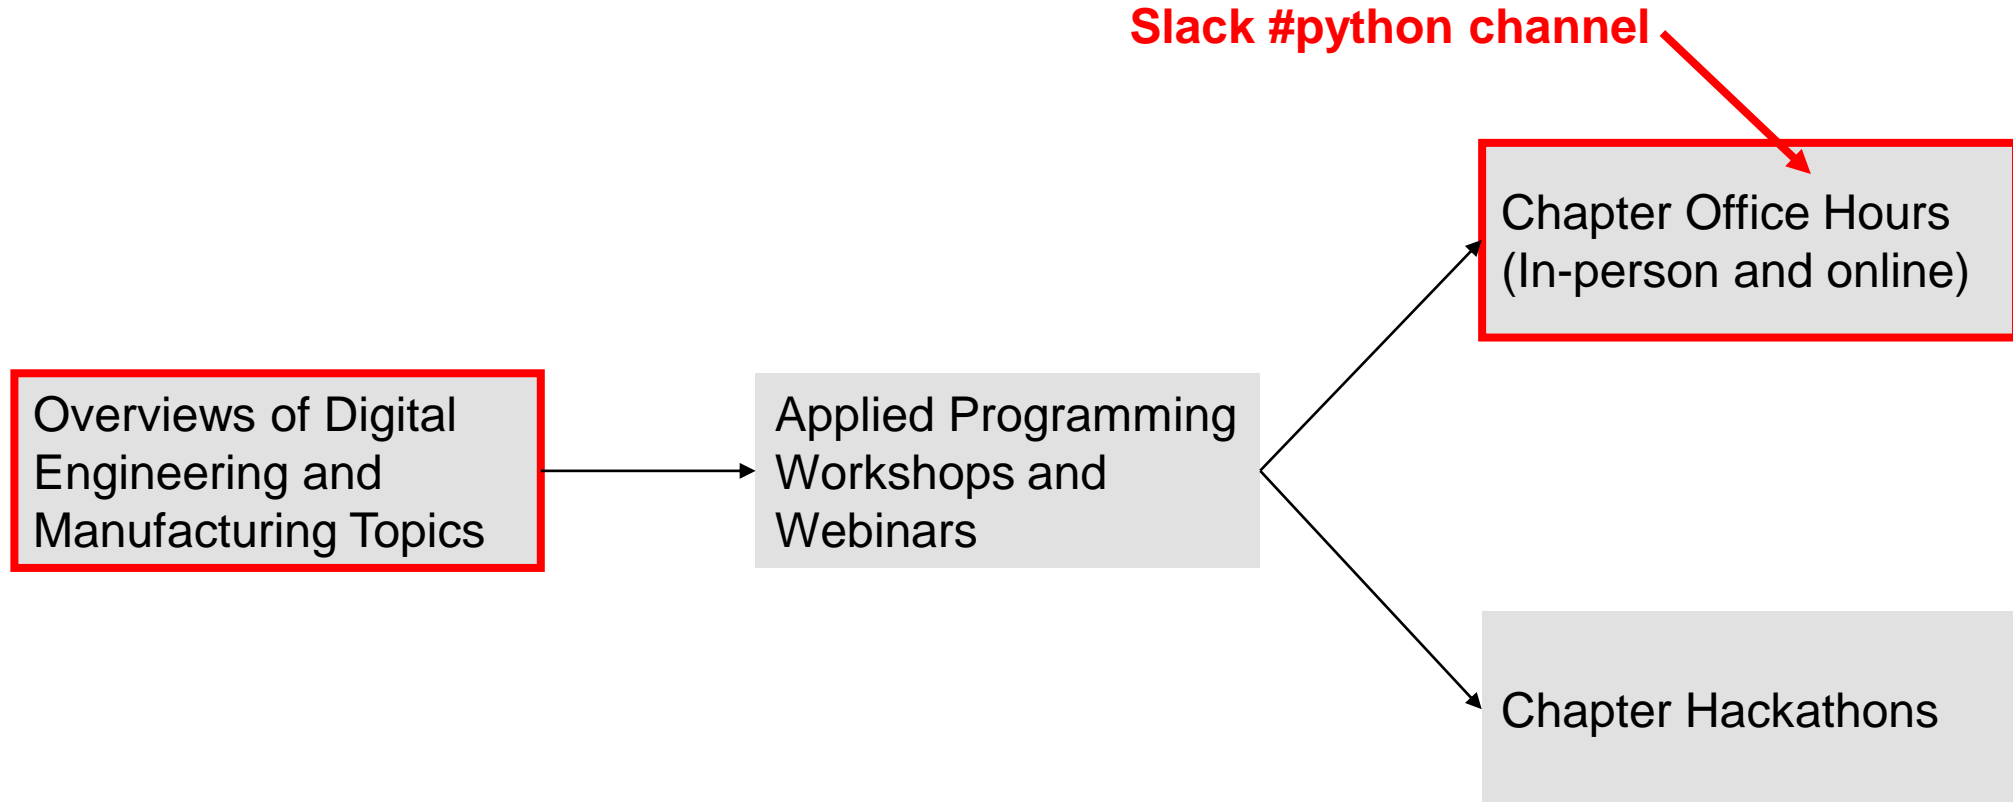 Slack #python channel
Chapter Office Hours
(In-person and online)
Overviews of Digital
Engineering and
Manufacturing Topics
Applied Programming
Workshops and
Webinars
Chapter Hackathons